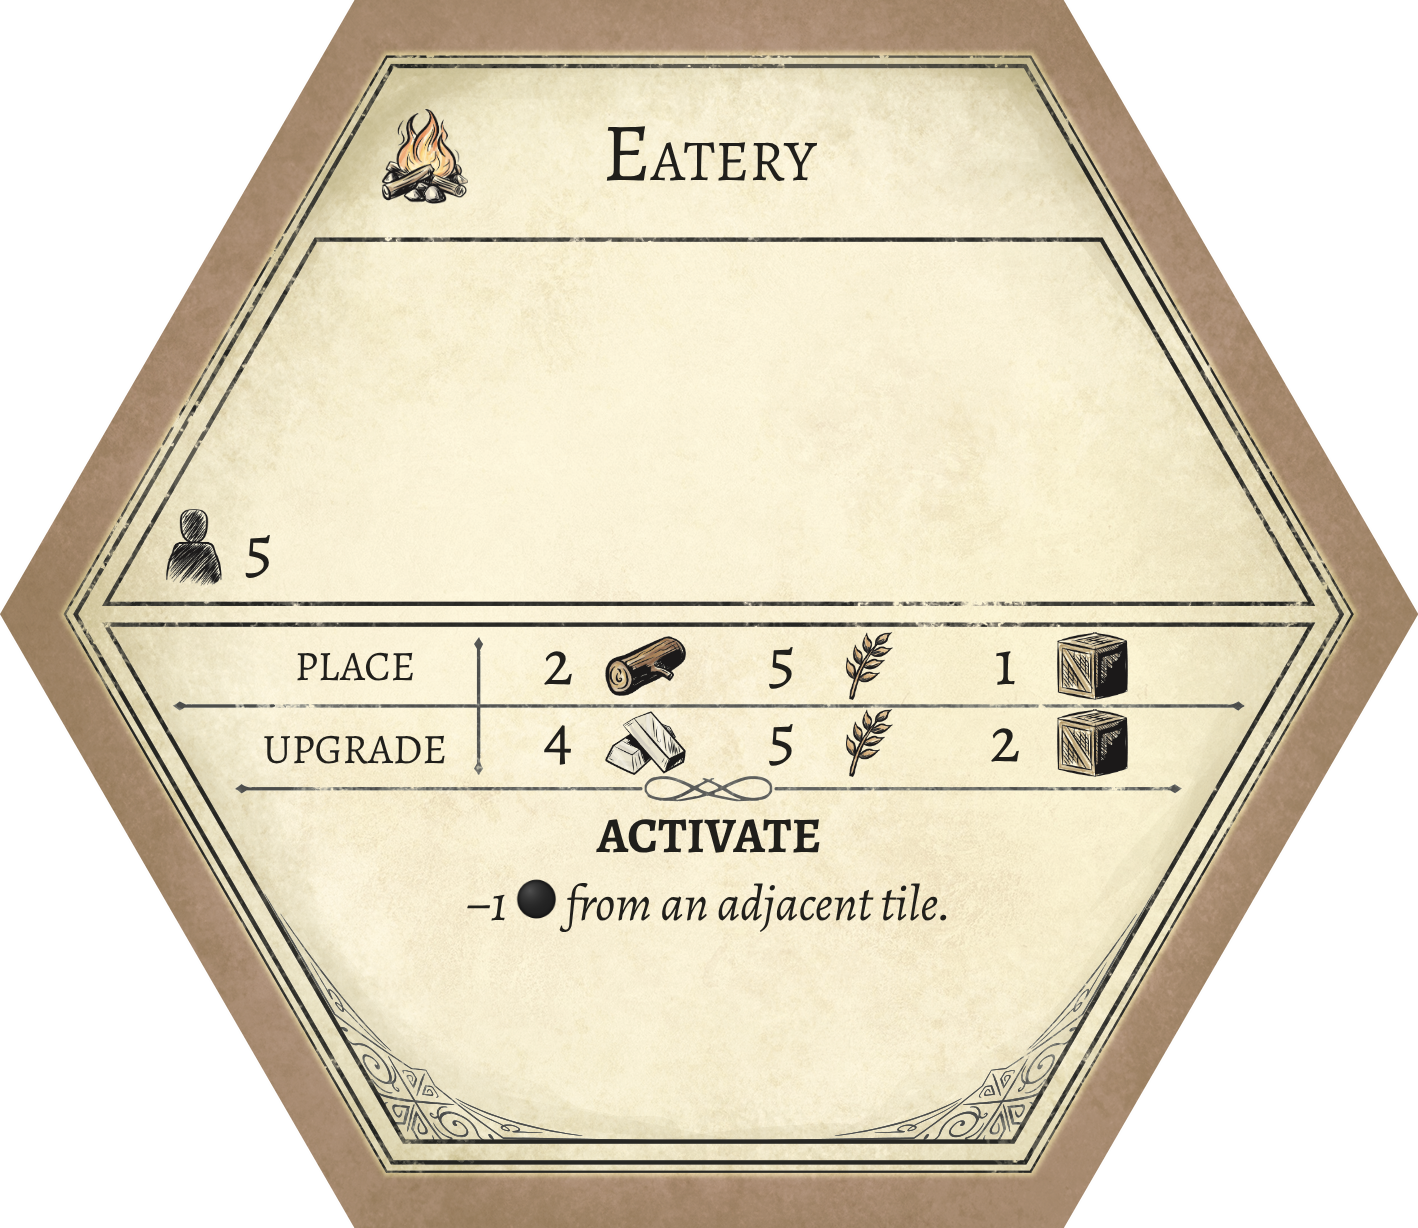 Eatery
5
PLACE 2 5 1
UPGRADE 4 5 2
ACTIVATE
–1 from an adjacent tile.